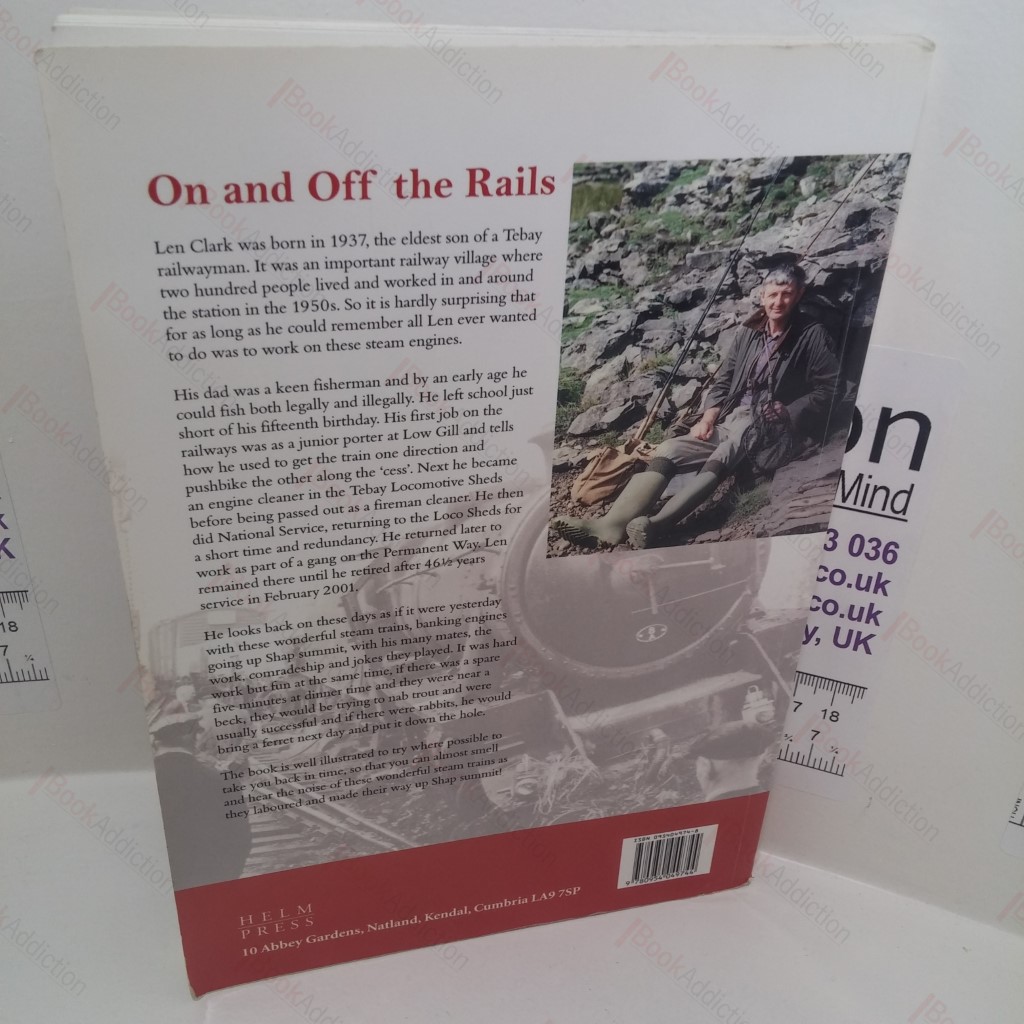 On and Off the Rails
Len Clark was born in 1937, the eldest son of a Tebay
railwayman. It was an important railway village where
two hundred people lived and worked in and around
the station in the 1950s. So it is hardly surprising that
for as long as he could remember all Len ever wanted
to do was to work on these steam engines.
His dad was a keen fisherman and by an early age he
could fish both legally and illegally. He left school just
short of his fifteenth birthday. His first job on the
railways was as a junior porter at Low Gill and tells
how he used to get the train one direction and
pushbike the other along the ‘cess’. Next he became
an engine cleaner in the Tebay Locomotive Sheds
before being passed out as a fireman cleaner. He then
did National Service, returning to the Loco Sheds for
a short time and redundancy. He returned later to
work as part of a gang on the Permanent Way. Len
remained there until he retired after 46½ years
service in February 2001.
He looks back on these days as if it were yesterday
with these wonderful steam trains, banking engines
going up Shap summit, with his many mates, the
work, comradeship and jokes they played. It was hard
work but fun at the same time, if there was a spare
five minutes at dinner time and they were near a
beck, they would be trying to nab trout and were
usually successful and if there were rabbits, he would
bring a ferret next day and put it down the hole.
The book is well illustrated to try where possible to
take you back in time, so that you can almost smell
and hear the noise of these wonderful steam trains as
they laboured and made their way up Shap summit!
HELM
PRESS
10 Abbey Gardens, Natland, Kendal, Cumbria LA9 7SP
on
Mind
3 036
co.uk
co.uk
y, UK
7 18
7
18
BookAddiction